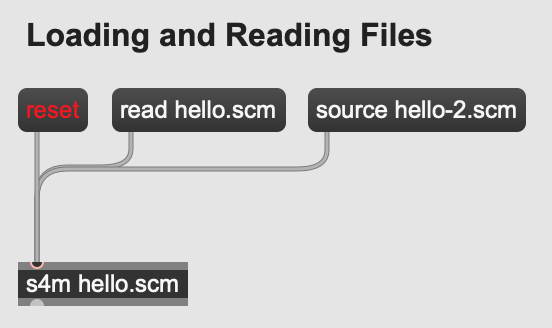 Loading and Reading Files
reset
read hello.scm
source hello-2.scm
s4m hello.scm